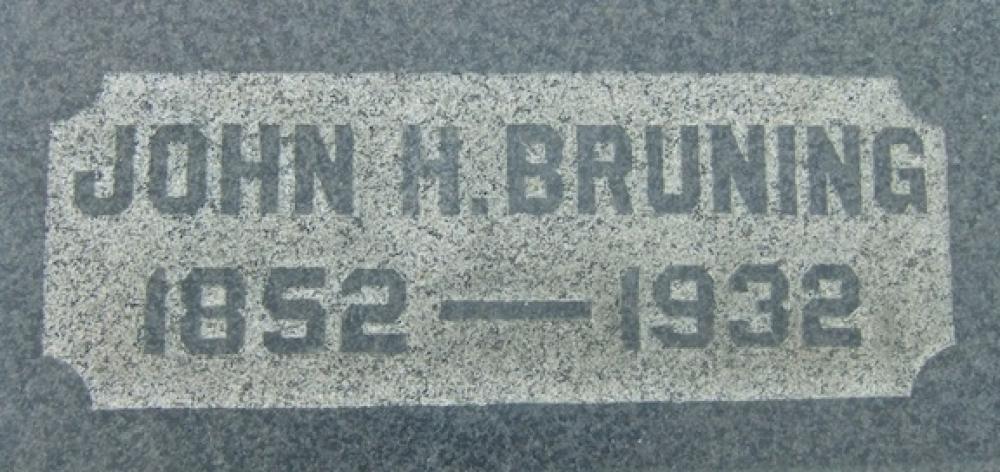 JOHN H. BRUNING
1852 — 1932